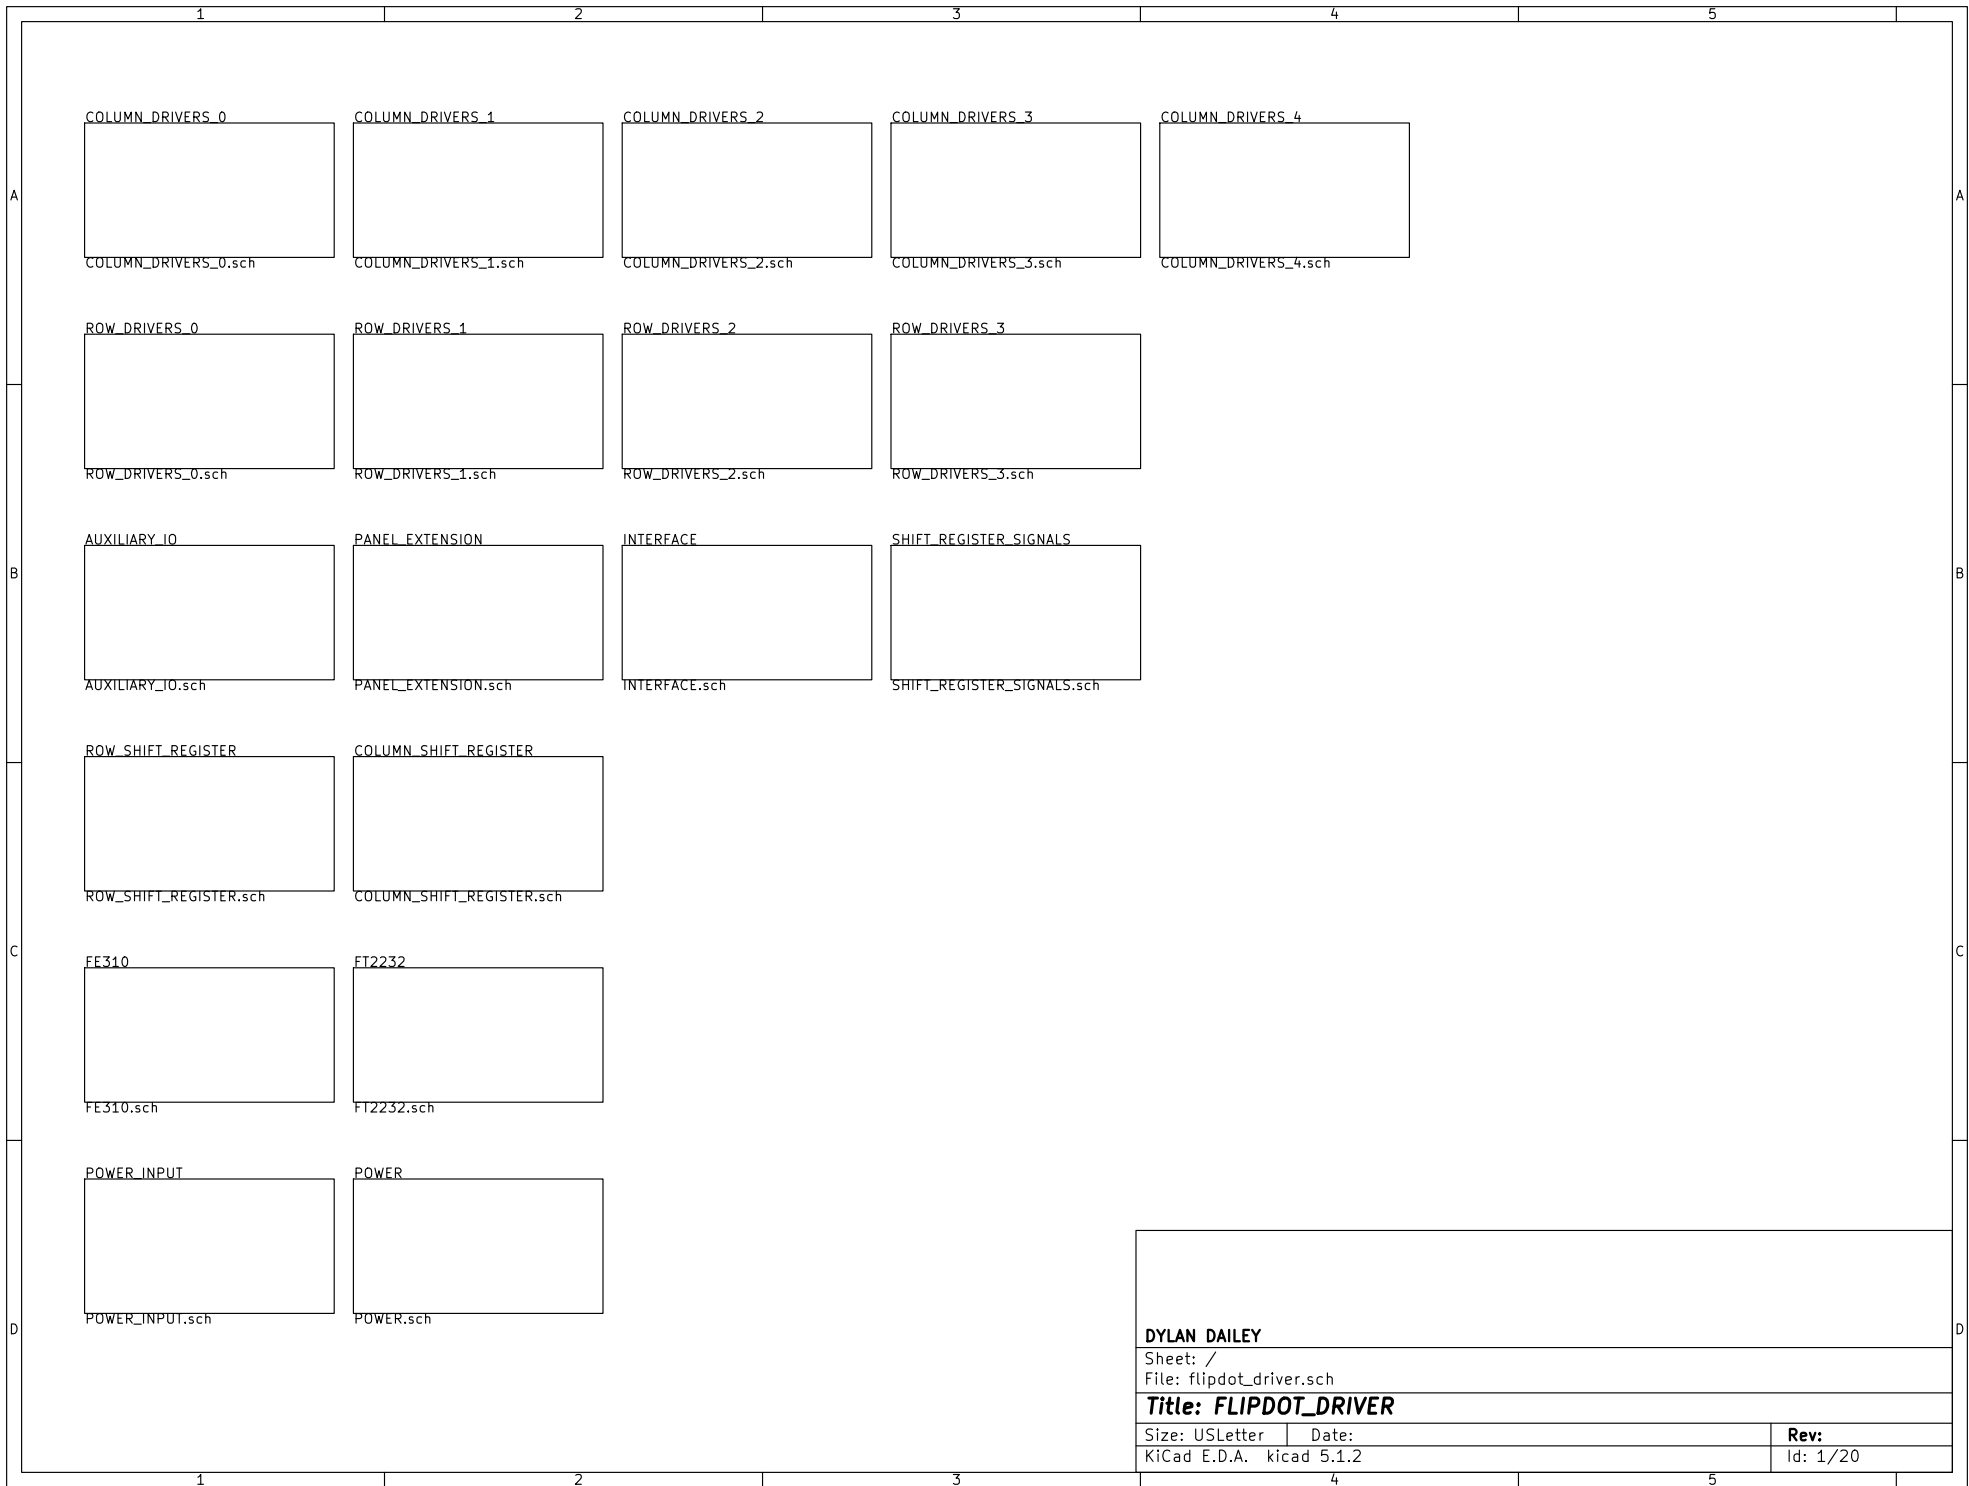 1 2 3 4 5
COLUMN_DRIVERS_0 COLUMN_DRIVERS_1 COLUMN_DRIVERS_2 COLUMN_DRIVERS_3 COLUMN_DRIVERS_4
A A
COLUMN_DRIVERS_0.sch COLUMN_DRIVERS_1.sch COLUMN_DRIVERS_2.sch COLUMN_DRIVERS_3.sch COLUMN_DRIVERS_4.sch
ROW_DRIVERS_0 ROW_DRIVERS_1 ROW_DRIVERS_2 ROW_DRIVERS_3
ROW_DRIVERS_0.sch ROW_DRIVERS_1.sch ROW_DRIVERS_2.sch ROW_DRIVERS_3.sch
AUXILIARY_IO PANEL_EXTENSION INTERFACE SHIFT_REGISTER_SIGNALS
B B
AUXILIARY_IO.sch PANEL_EXTENSION.sch INTERFACE.sch SHIFT_REGISTER_SIGNALS.sch
ROW_SHIFT_REGISTER COLUMN_SHIFT_REGISTER
ROW_SHIFT_REGISTER.sch COLUMN_SHIFT_REGISTER.sch
C C
FE310 FT2232
FE310.sch FT2232.sch
POWER_INPUT POWER
POWER_INPUT.sch POWER.sch
D D
DYLAN DAILEY
Sheet: /
File: flipdot_driver.sch
Title: FLIPDOT_DRIVER
Size: USLetter Date: Rev:
KiCad E.D.A. kicad 5.1.2 Id: 1/20
1 2 3 4 5